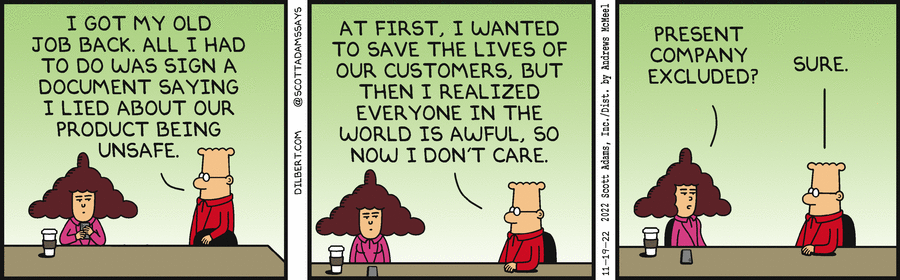 I GOT MY OLD
JOB BACK. ALL I HAD
TO DO WAS SIGN A
DOCUMENT SAYING
I LIED ABOUT OUR
PRODUCT BEING
UNSAFE.
DILBERT.COM @SCOTTADAMSSAYS
AT FIRST, I WANTED
TO SAVE THE LIVES OF
OUR CUSTOMERS, BUT
THEN I REALIZED
EVERYONE IN THE
WORLD IS AWFUL, SO
NOW I DON'T CARE.
11-19-22 2022 Scott Adams, Inc./Dist. by Andrews McMeel
PRESENT
COMPANY
EXCLUDED?
SURE.